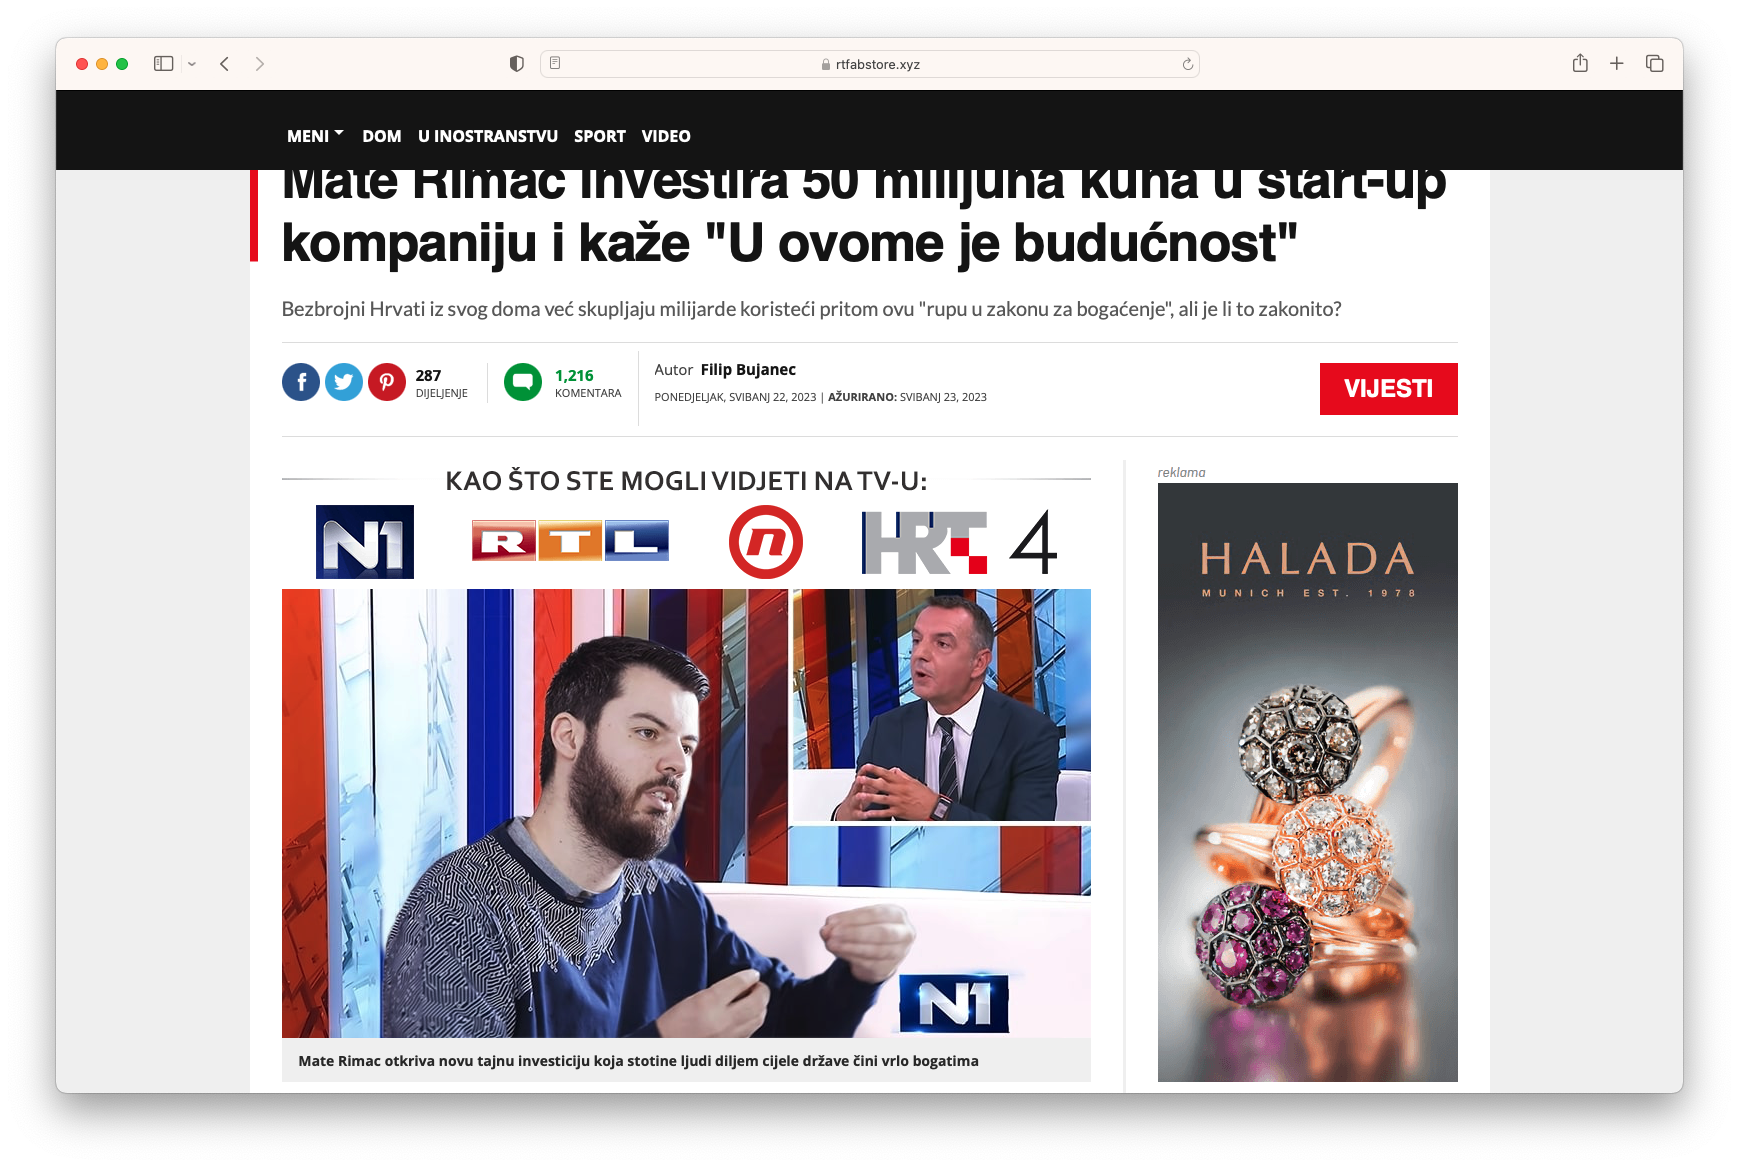 rtfabstore.xyz
MENI DOM U INOSTRANSTVU SPORT VIDEO
Mate Rimac investira 50 milijuna kuna u start-up
kompaniju i kaže "U ovome je budućnost"
Bezbrojni Hrvati iz svog doma već skupljaju milijarde koristeći pritom ovu "rupu u zakonu za bogaćenje", ali je li to zakonito?
287
DIJELJENJE
1,216
KOMENTARA
Autor Filip Bujanec
PONEDJELJAK, SVIBANJ 22, 2023 | AŽURIRANO: SVIBANJ 23, 2023
VIJESTI
KAO ŠTO STE MOGLI VIDJETI NA TV-U:
N1 RTL n HRT 4
N1
Mate Rimac otkriva novu tajnu investiciju koja stotine ljudi diljem cijele države čini vrlo bogatima
reklama
HALADA
MUNICH EST. 1978